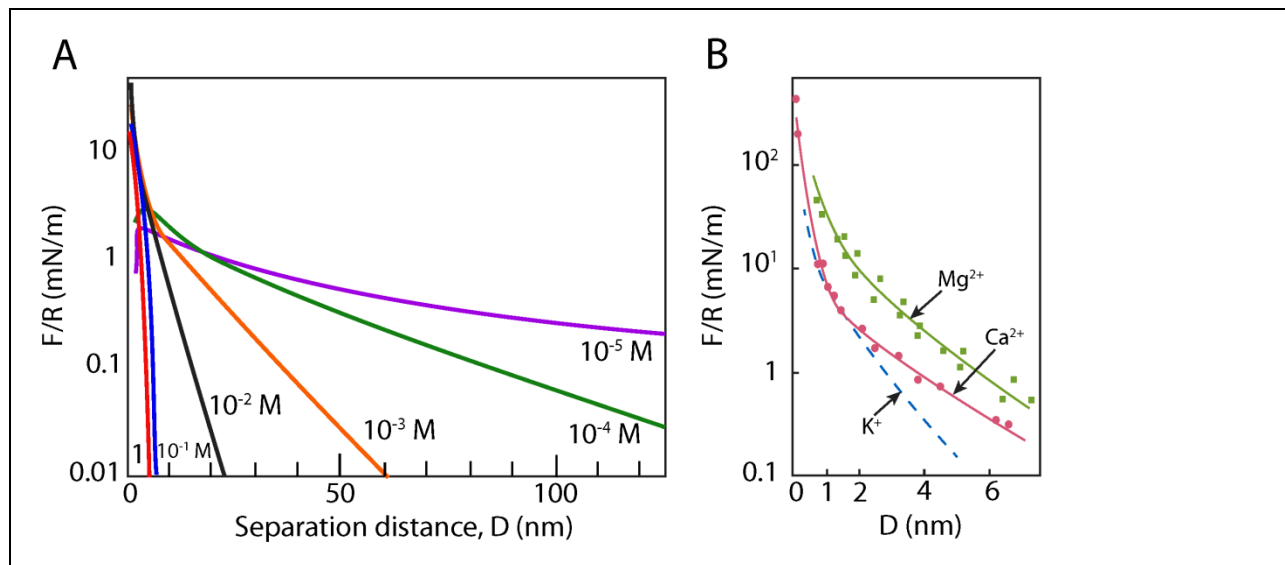 A
F/R (mN/m)
10
1
0.1
0.01
1
10⁻¹ M
10⁻² M
10⁻³ M
10⁻⁴ M
10⁻⁵ M
0
50
100
Separation distance, D (nm)
B
F/R (mN/m)
10²
10¹
1
0.1
Mg²⁺
Ca²⁺
K⁺
0 1 2 4 6
D (nm)